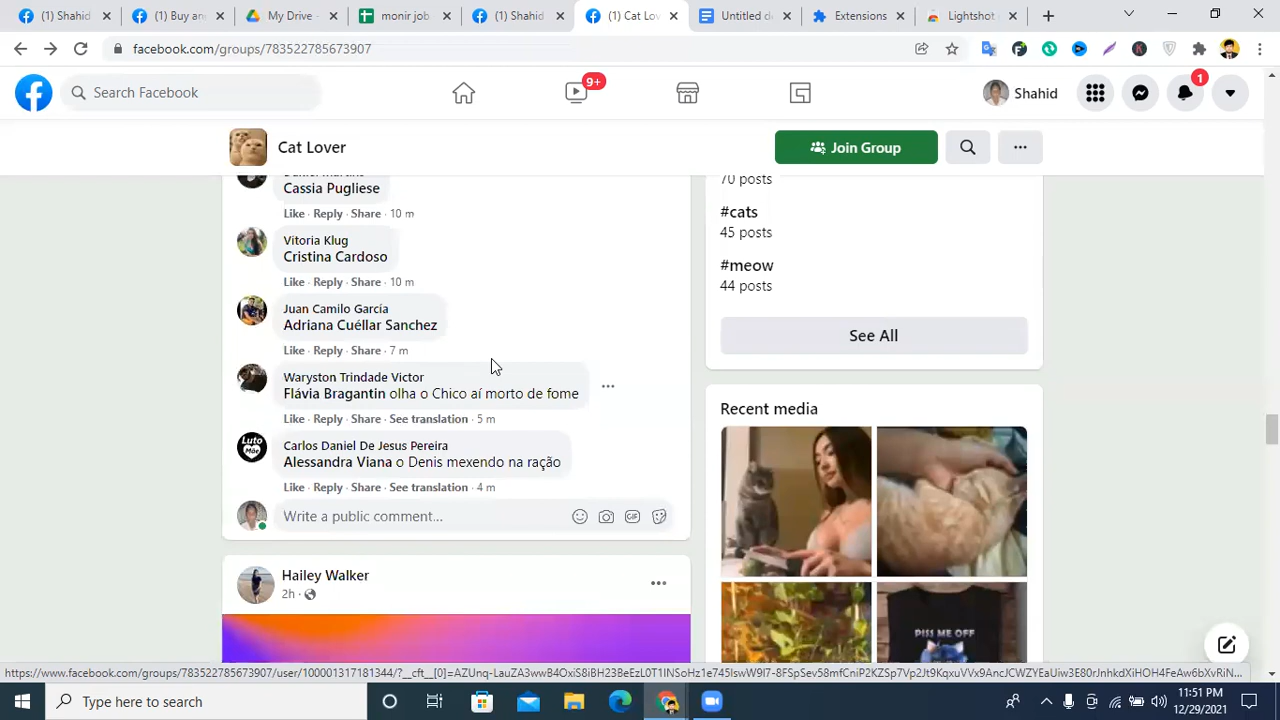 (1) Shahid
(1) Buy an
My Drive -
monir job
(1) Shahid
(1) Cat Lov
Untitled d
Extensions
Lightshot
facebook.com/groups/783522785673907
Search Facebook
9+
Shahid
1
Cat Lover
Join Group
Cassia Pugliese
Like · Reply · Share · 10 m
Vitoria Klug
Cristina Cardoso
Like · Reply · Share · 10 m
Juan Camilo García
Adriana Cuéllar Sanchez
Like · Reply · Share · 7 m
Waryston Trindade Victor
Flávia Bragantin olha o Chico aí morto de fome
Like · Reply · Share · See translation · 5 m
Luto
Mãe
Carlos Daniel De Jesus Pereira
Alessandra Viana o Denis mexendo na ração
Like · Reply · Share · See translation · 4 m
Write a public comment...
GIF
Hailey Walker
2h ·
70 posts
#cats
45 posts
#meow
44 posts
See All
Recent media
PISS ME OFF
Type here to search
11:51 PM
12/29/2021